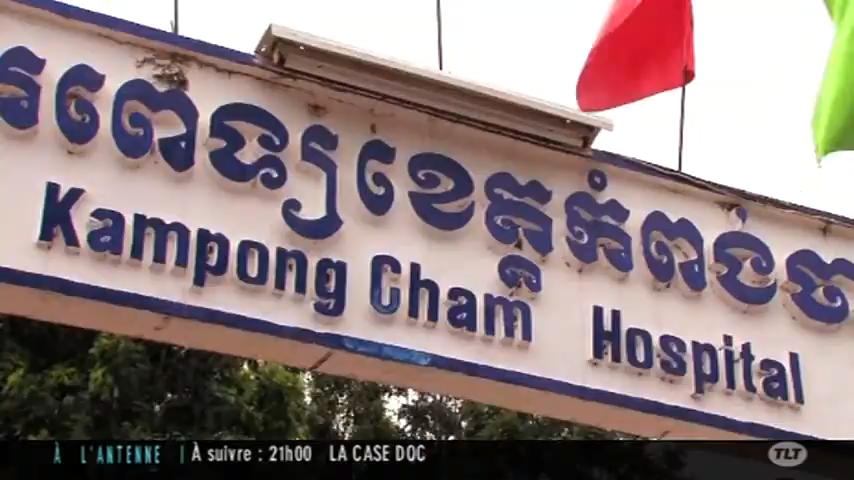 ពេទ្យខេត្តកំពង់ច
Kampong Cham Hospital
À L'ANTENNE | À suivre : 21h00 LA CASE DOC
TLT